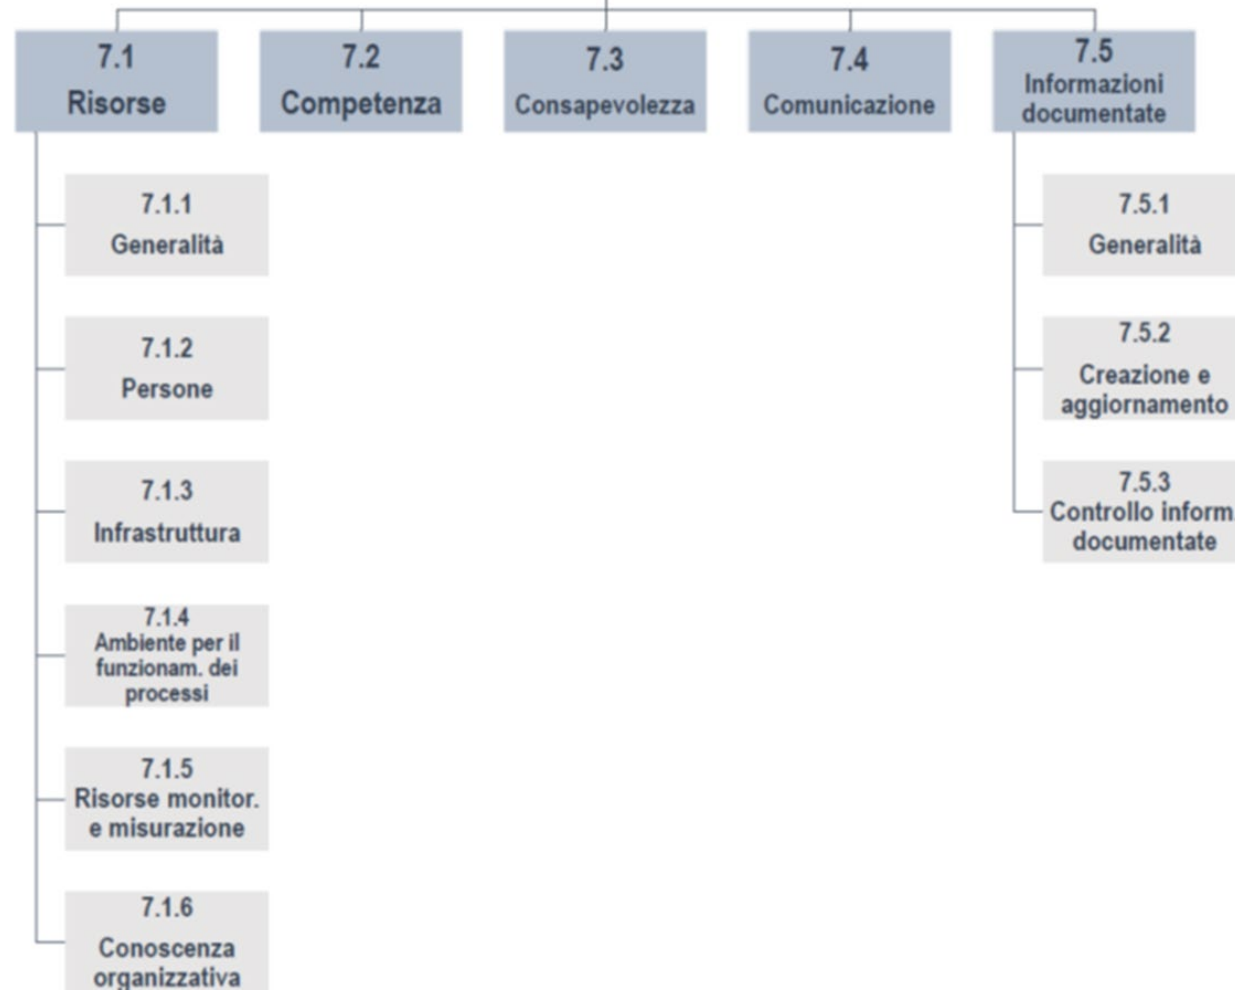 7.1
Risorse
7.2
Competenza
7.3
Consapevolezza
7.4
Comunicazione
7.5
Informazioni
documentate
7.1.1
Generalità
7.1.2
Persone
7.1.3
Infrastruttura
7.1.4
Ambiente per il
funzionam. dei
processi
7.1.5
Risorse monitor.
e misurazione
7.1.6
Conoscenza
organizzativa
7.5.1
Generalità
7.5.2
Creazione e
aggiornamento
7.5.3
Controllo inform.
documentate